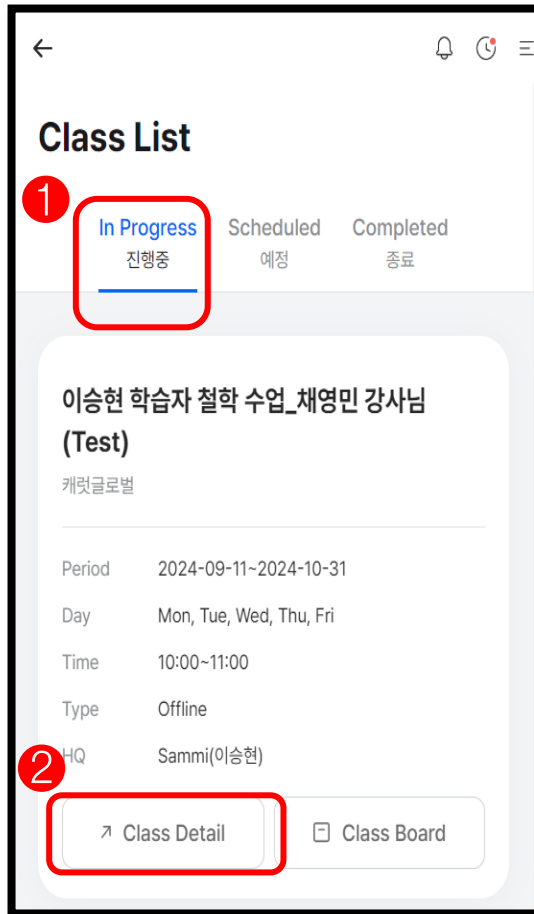 Class List
1
In Progress Scheduled Completed
진행중 예정 종료
이승현 학습자 철학 수업_채영민 강사님
(Test)
캐럿글로벌
Period 2024-09-11~2024-10-31
Day Mon, Tue, Wed, Thu, Fri
Time 10:00~11:00
Type Offline
HQ Sammi(이승현)
2
Class Detail Class Board